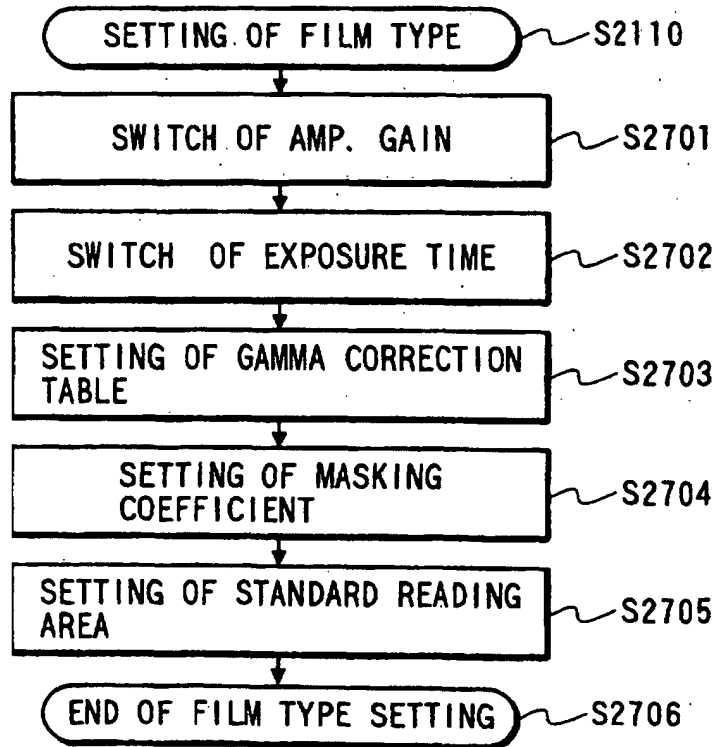 SETTING OF FILM TYPE S2110
SWITCH OF AMP. GAIN S2701
SWITCH OF EXPOSURE TIME S2702
SETTING OF GAMMA CORRECTION
TABLE S2703
SETTING OF MASKING
COEFFICIENT S2704
SETTING OF STANDARD READING
AREA S2705
END OF FILM TYPE SETTING S2706